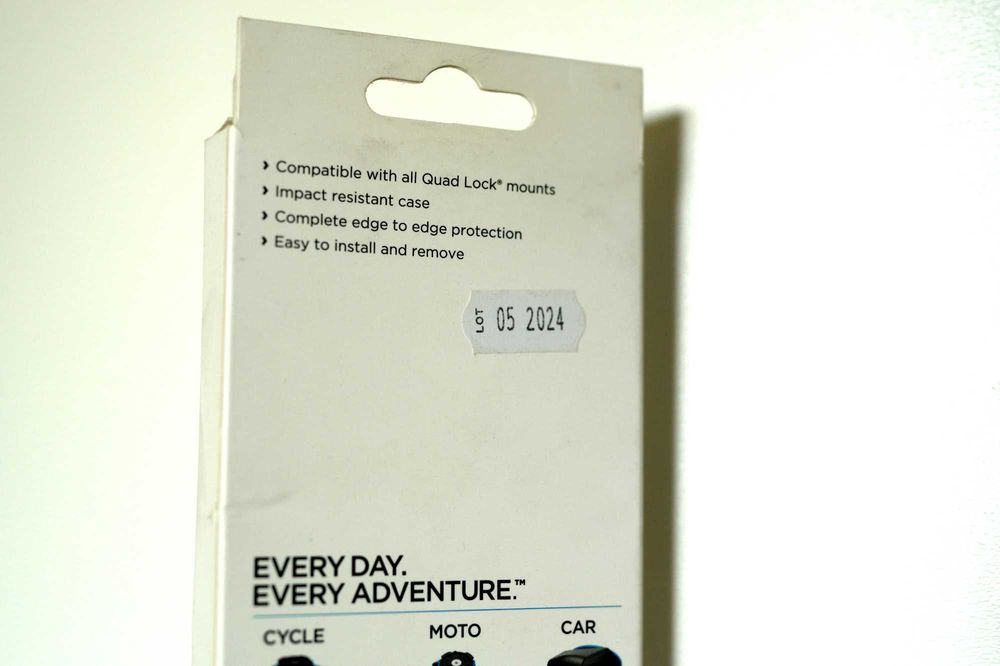 › Compatible with all Quad Lock® mounts
› Impact resistant case
› Complete edge to edge protection
› Easy to install and remove
LOT 05 2024
EVERY DAY.
EVERY ADVENTURE.™
CYCLE MOTO CAR